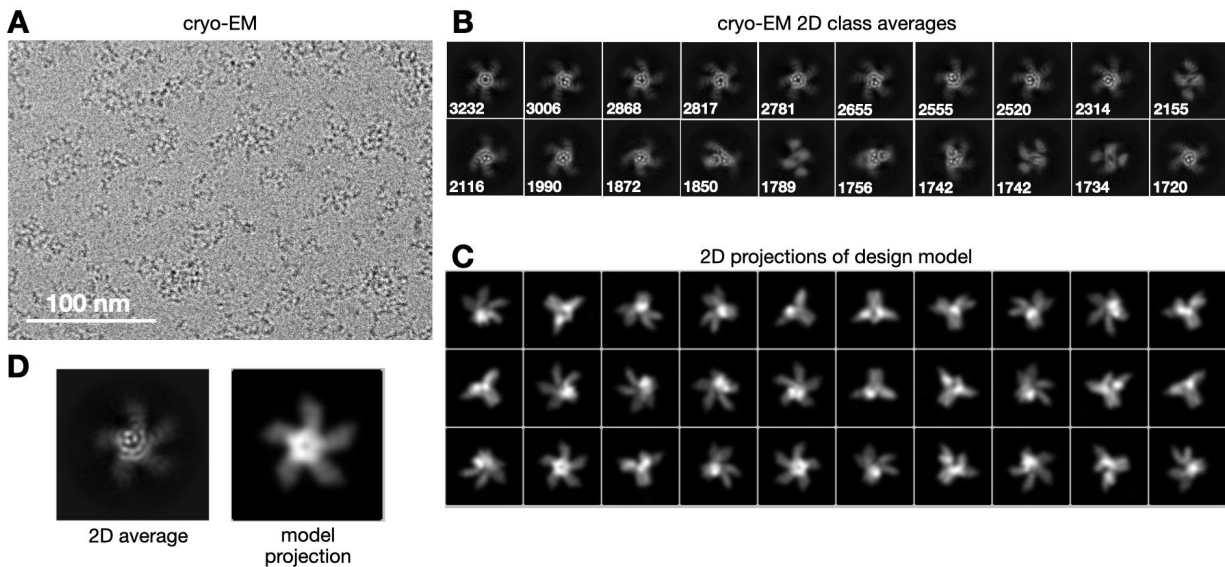 A
cryo-EM
100 nm
B
cryo-EM 2D class averages
3232 3006 2868 2817 2781 2655 2555 2520 2314 2155
2116 1990 1872 1850 1789 1756 1742 1742 1734 1720
C
2D projections of design model
D
2D average
model
projection